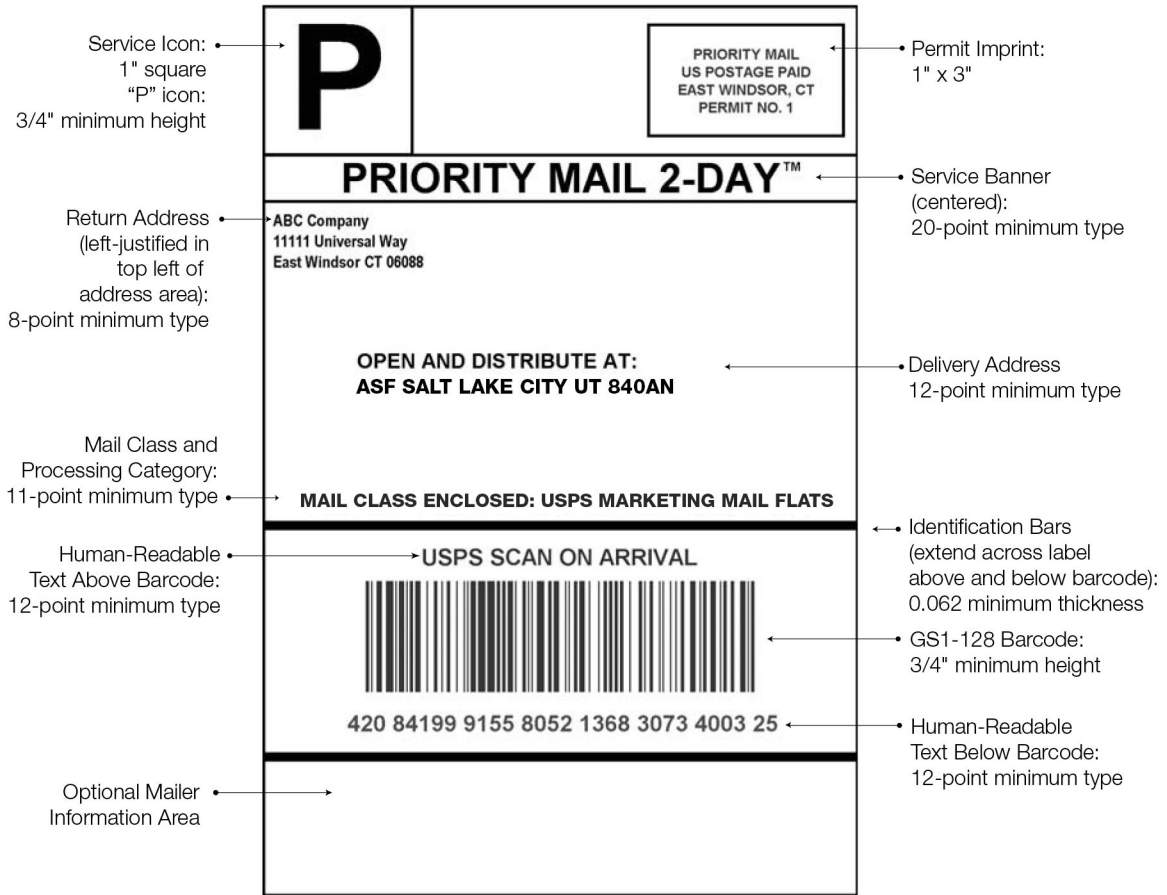 Service Icon:
1" square
“P” icon:
3/4" minimum height
P
PRIORITY MAIL
US POSTAGE PAID
EAST WINDSOR, CT
PERMIT NO. 1
Permit Imprint:
1" x 3"
PRIORITY MAIL 2-DAY™
Service Banner
(centered):
20-point minimum type
Return Address
(left-justified in
top left of
address area):
8-point minimum type
ABC Company
11111 Universal Way
East Windsor CT 06088
OPEN AND DISTRIBUTE AT:
ASF SALT LAKE CITY UT 840AN
Delivery Address
12-point minimum type
Mail Class and
Processing Category:
11-point minimum type
MAIL CLASS ENCLOSED: USPS MARKETING MAIL FLATS
Identification Bars
(extend across label
above and below barcode):
0.062 minimum thickness
Human-Readable
Text Above Barcode:
12-point minimum type
USPS SCAN ON ARRIVAL
GS1-128 Barcode:
3/4" minimum height
420 84199 9155 8052 1368 3073 4003 25
Human-Readable
Text Below Barcode:
12-point minimum type
Optional Mailer
Information Area